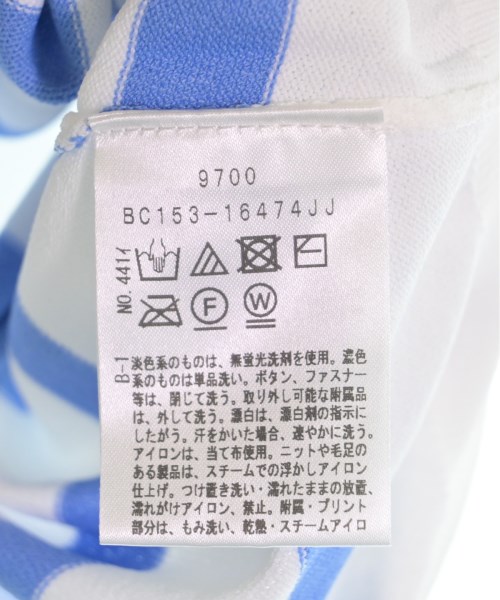 9700
BC153-16474JJ
NO.441イ
F W
B-1
淡色系のものは、無蛍光洗剤を使用。濃色
系のものは単品洗い。ボタン、ファスナー
等は、閉じて洗う。取り外し可能な附属品
は、外して洗う。漂白は、漂白剤の指示に
したがう。汗をかいた場合、速やかに洗う。
アイロンは、当て布使用。ニットや毛足の
ある製品は、スチームでの浮かしアイロン
仕上げ。つけ置き洗い・濡れたままの放置、
濡れがけアイロン、禁止。附属・プリント
部分は、もみ洗い、乾熱・スチームアイロ